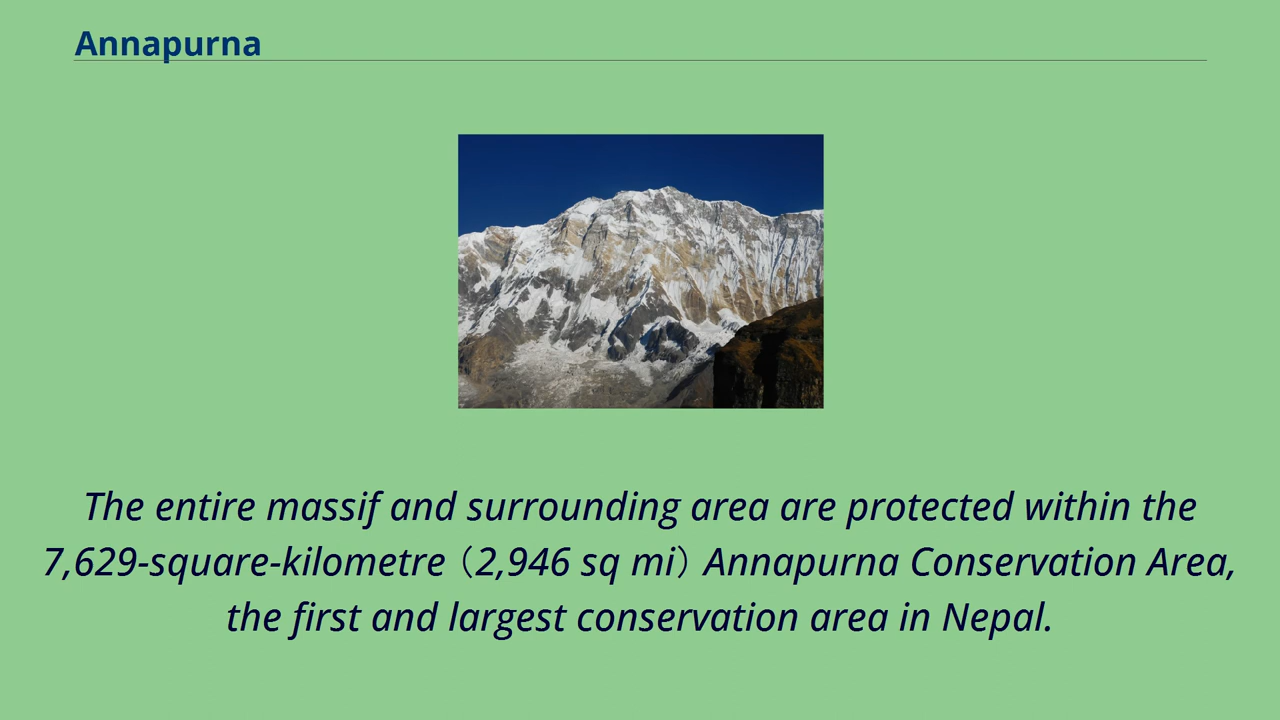 Annapurna
The entire massif and surrounding area are protected within the
7,629-square-kilometre（2,946 sq mi）Annapurna Conservation Area,
the first and largest conservation area in Nepal.